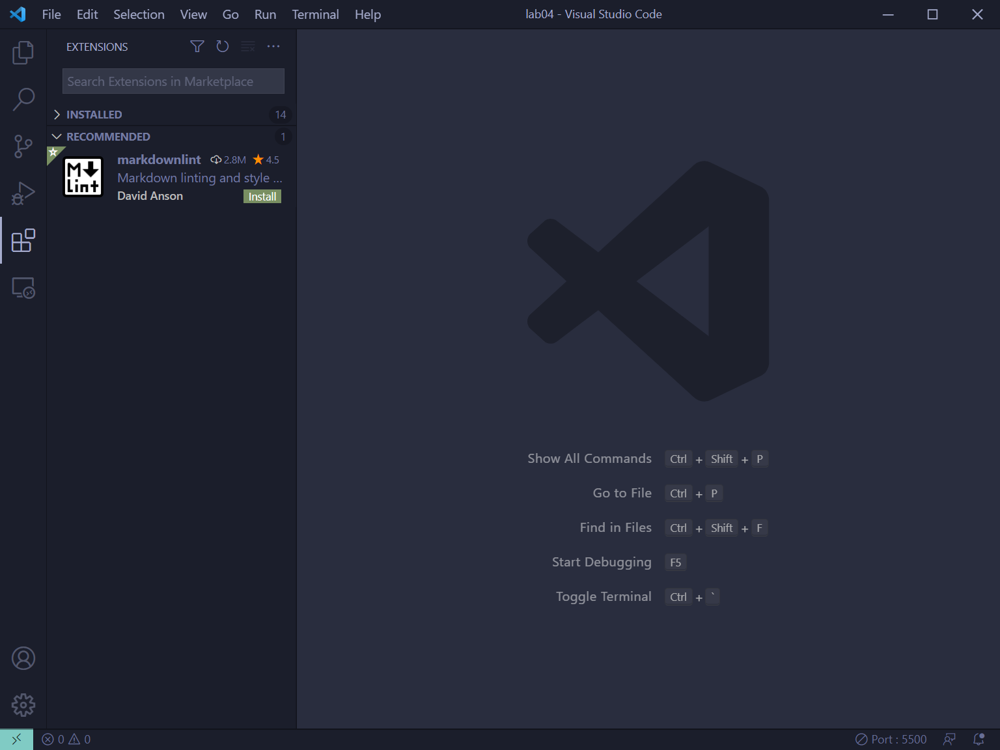 File Edit Selection View Go Run Terminal Help
lab04 - Visual Studio Code
EXTENSIONS
Search Extensions in Marketplace
INSTALLED 14
RECOMMENDED 1
M Lint
markdownlint 2.8M 4.5
Markdown linting and style ...
David Anson Install
Show All Commands Ctrl + Shift + P
Go to File Ctrl + P
Find in Files Ctrl + Shift + F
Start Debugging F5
Toggle Terminal Ctrl + `
0 0
Port : 5500